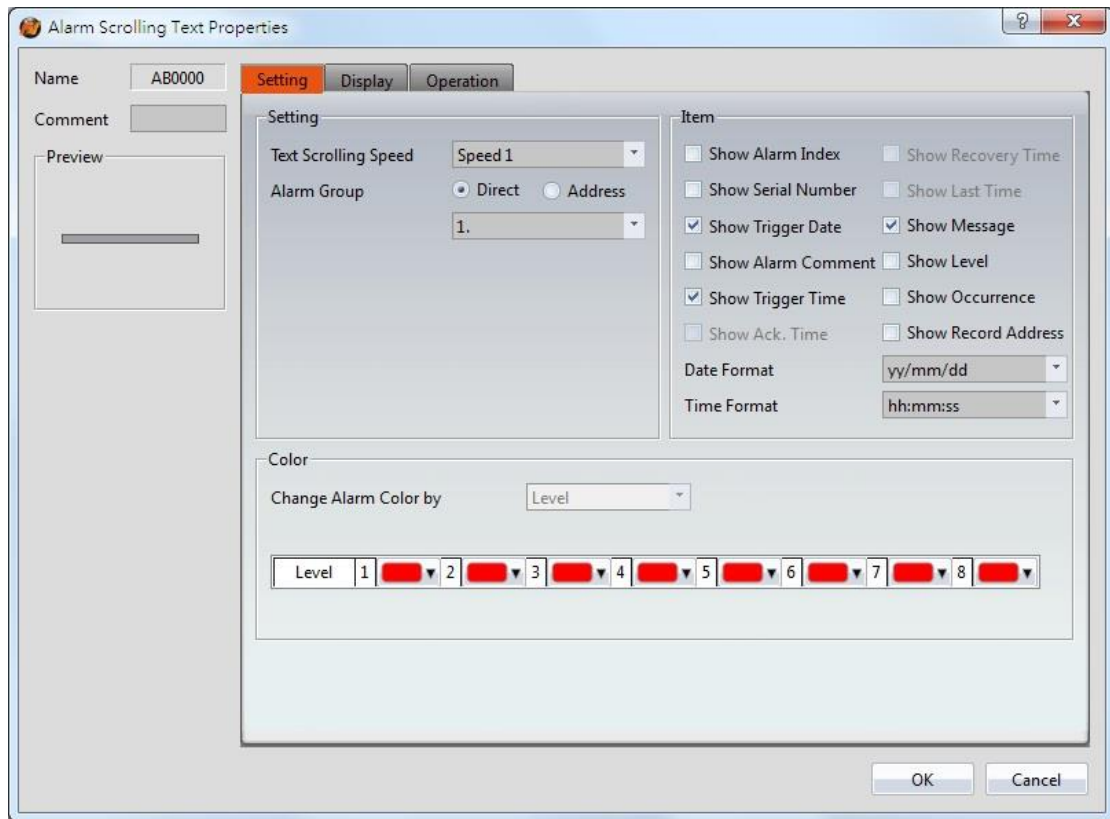 Alarm Scrolling Text Properties
?
X
Name AB0000
Comment
Preview
Setting Display Operation
Setting
Text Scrolling Speed Speed 1
Alarm Group Direct Address
1.
Item
Show Alarm Index Show Recovery Time
Show Serial Number Show Last Time
Show Trigger Date Show Message
Show Alarm Comment Show Level
Show Trigger Time Show Occurrence
Show Ack. Time Show Record Address
Date Format yy/mm/dd
Time Format hh:mm:ss
Color
Change Alarm Color by Level
Level 1 2 3 4 5 6 7 8
OK Cancel